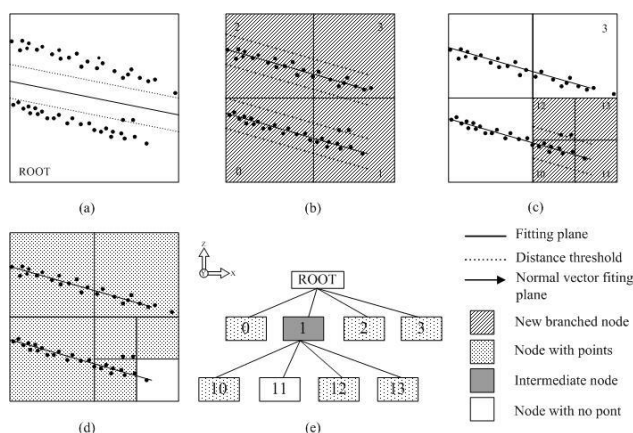 ROOT
(a)
2
3
0
1
(b)
3
12
13
10
11
(c)
(d)
Z
X
ROOT
0
1
2
3
10
11
12
13
(e)
Fitting plane
Distance threshold
Normal vector fitting
plane
New branched node
Node with points
Intermediate node
Node with no pont